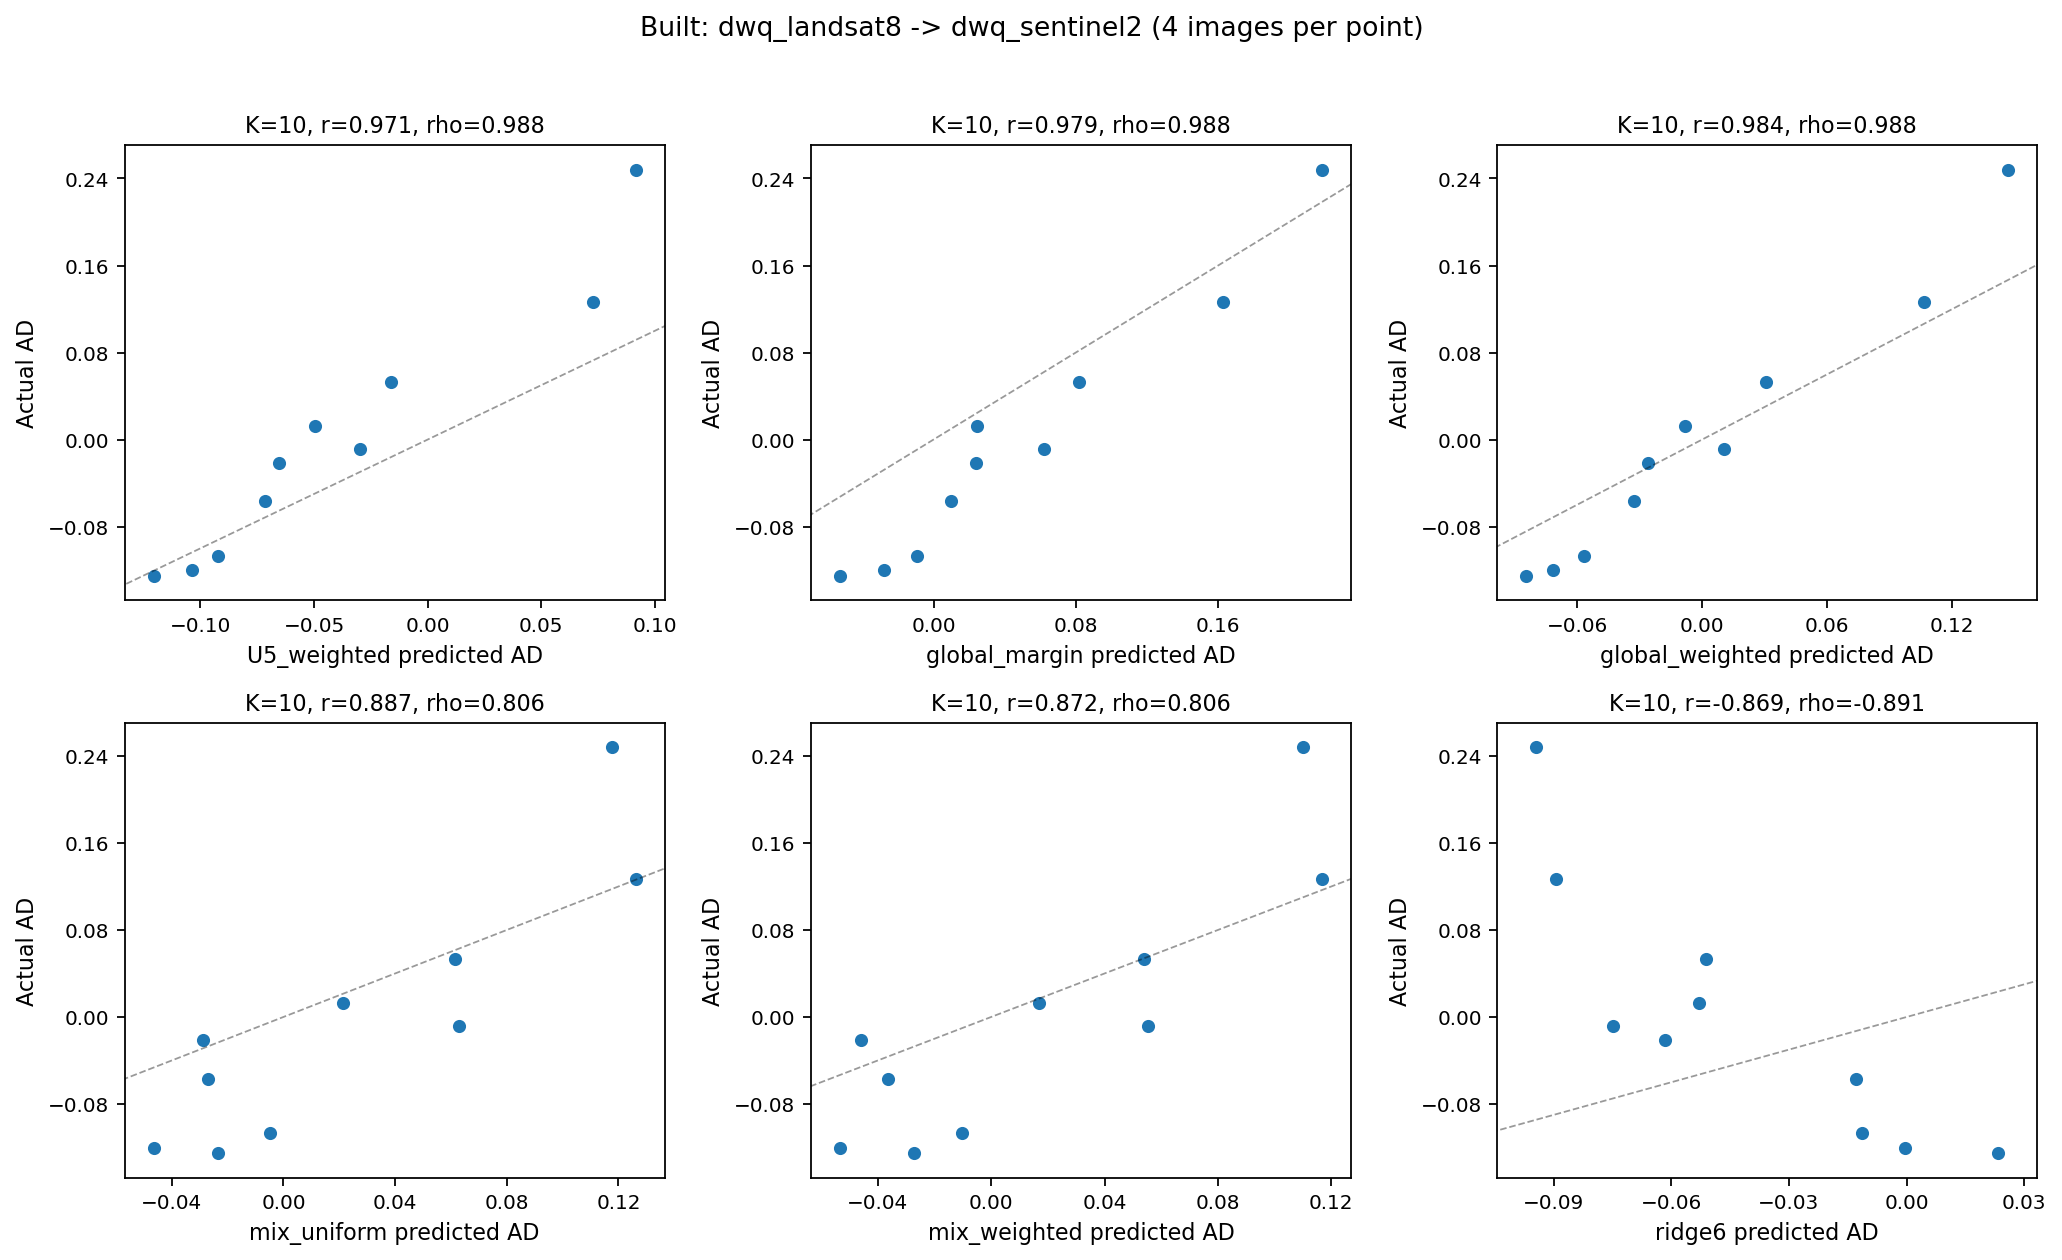 Built: dwq_landsat8 -> dwq_sentinel2 (4 images per point)
K=10, r=0.971, rho=0.988
0.24
0.16
0.08
0.00
−0.08
Actual AD
−0.10 −0.05 0.00 0.05 0.10
U5_weighted predicted AD
K=10, r=0.979, rho=0.988
0.24
0.16
0.08
0.00
−0.08
Actual AD
0.00 0.08 0.16
global_margin predicted AD
K=10, r=0.984, rho=0.988
0.24
0.16
0.08
0.00
−0.08
Actual AD
−0.06 0.00 0.06 0.12
global_weighted predicted AD
K=10, r=0.887, rho=0.806
0.24
0.16
0.08
0.00
−0.08
Actual AD
−0.04 0.00 0.04 0.08 0.12
mix_uniform predicted AD
K=10, r=0.872, rho=0.806
0.24
0.16
0.08
0.00
−0.08
Actual AD
−0.04 0.00 0.04 0.08 0.12
mix_weighted predicted AD
K=10, r=-0.869, rho=-0.891
0.24
0.16
0.08
0.00
−0.08
Actual AD
−0.09 −0.06 −0.03 0.00 0.03
ridge6 predicted AD